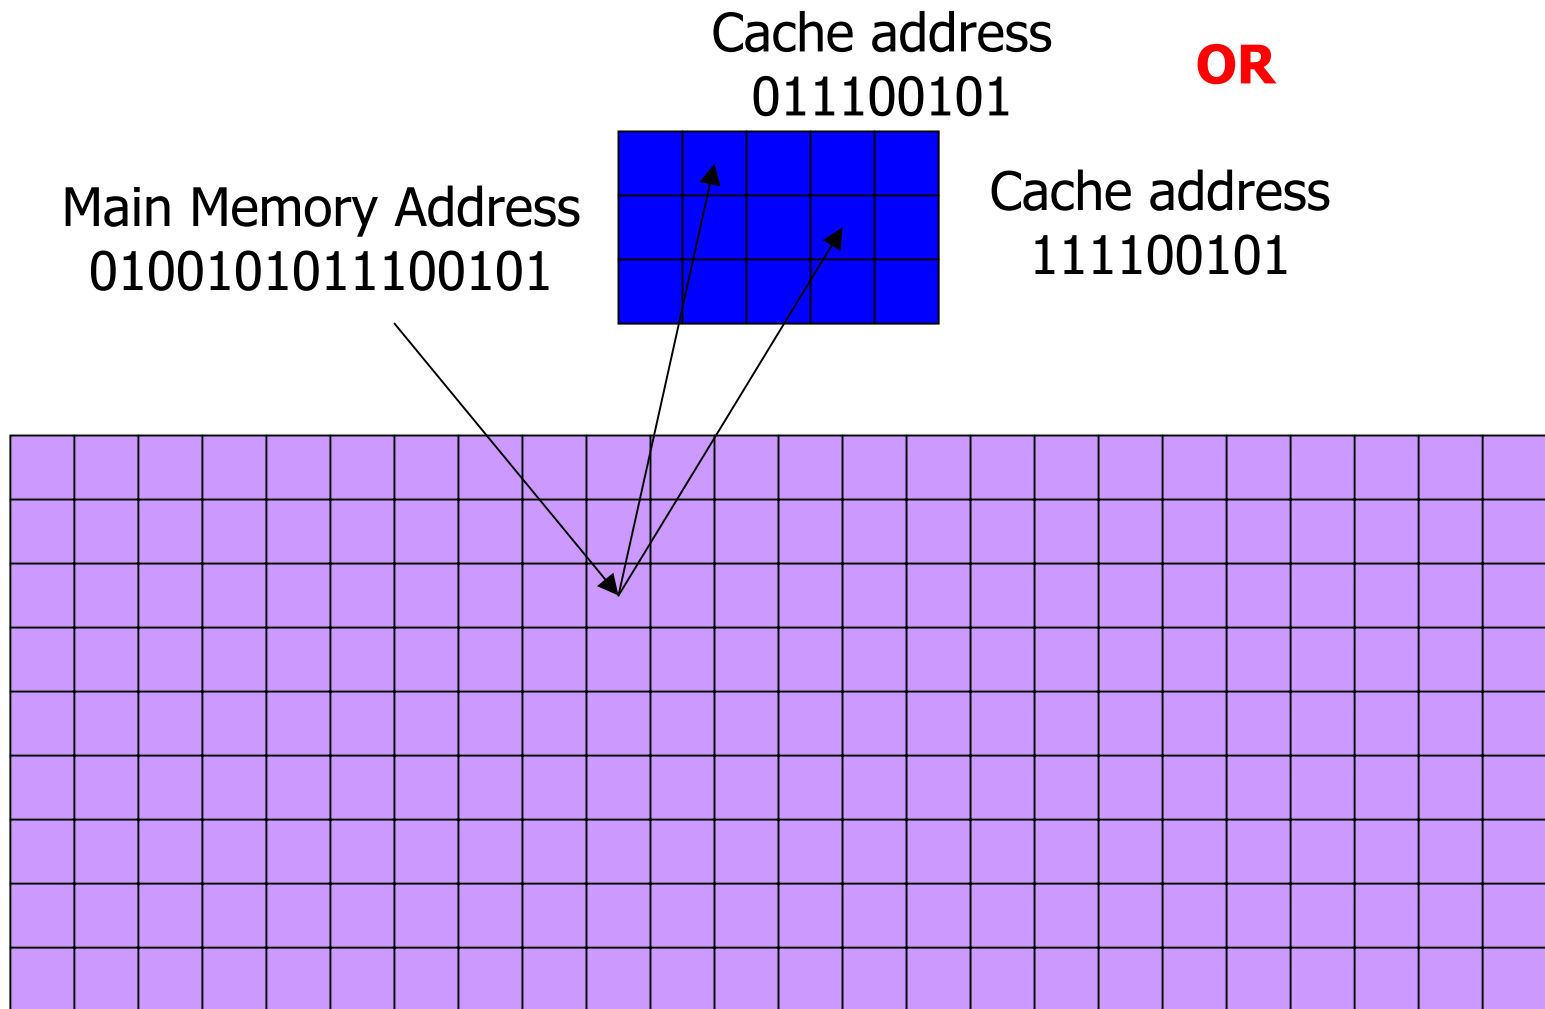 Cache address
011100101
OR
Main Memory Address
0100101011100101
Cache address
111100101